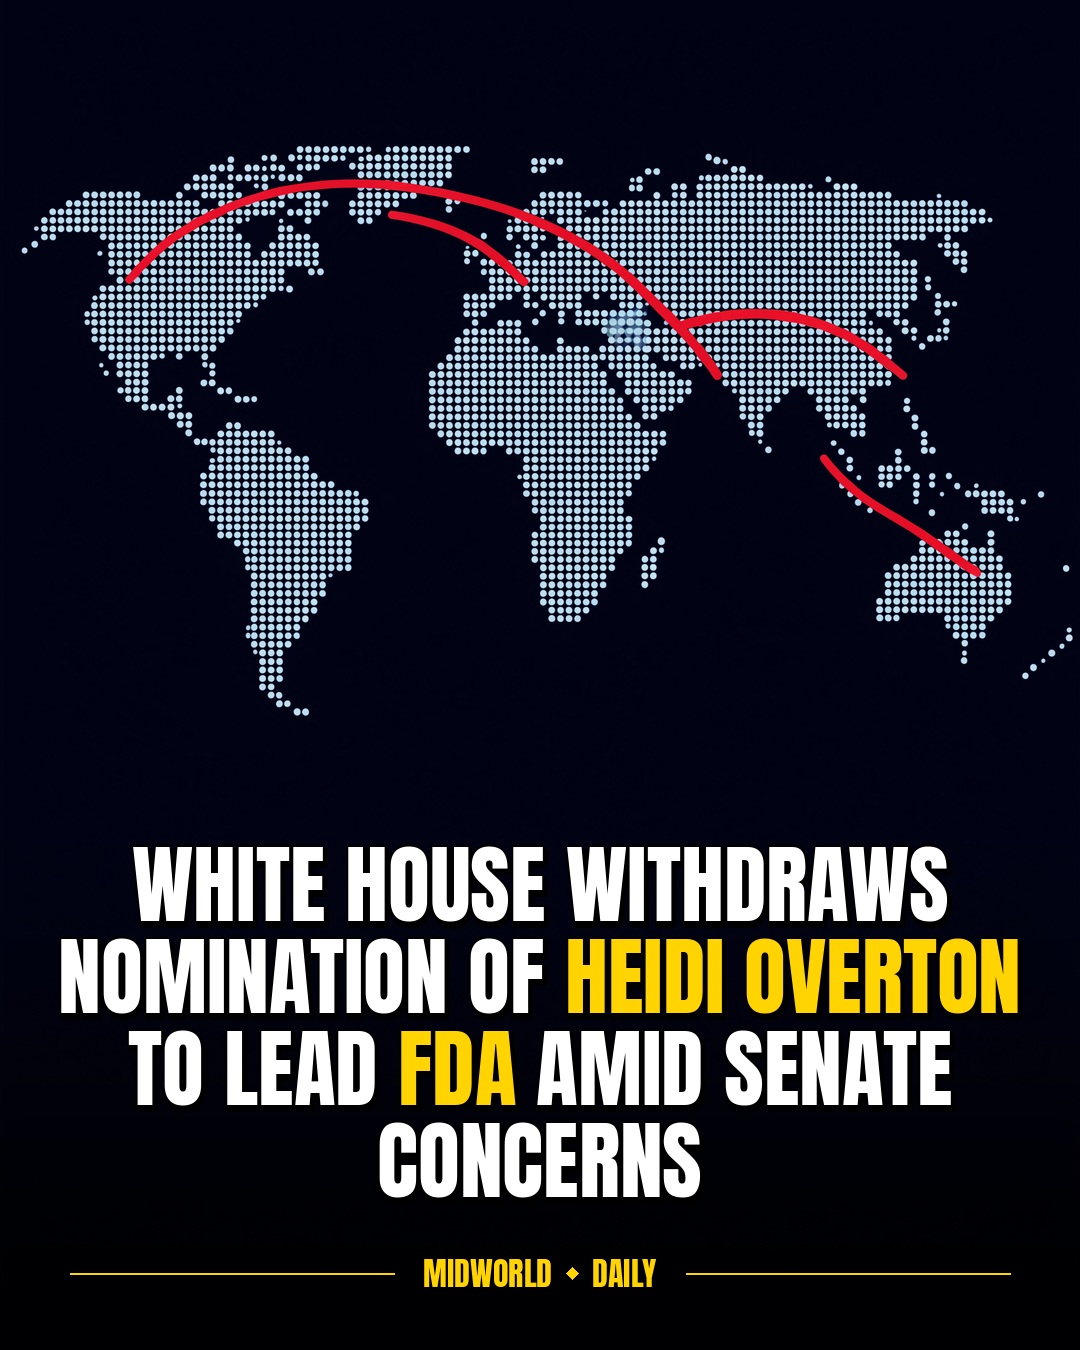 WHITE HOUSE WITHDRAWS
NOMINATION OF HEIDI OVERTON
TO LEAD FDA AMID SENATE
CONCERNS
MIDWORLD ◆ DAILY